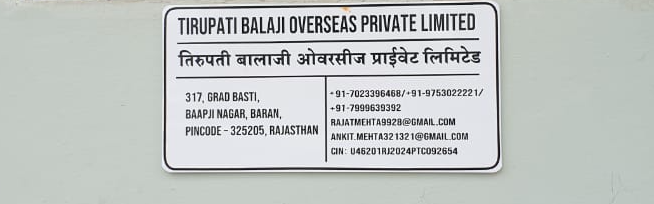 TIRUPATI BALAJI OVERSEAS PRIVATE LIMITED
तिरुपती बालाजी ओवरसीज प्राईवेट लिमिटेड
317, GRAD BASTI,
BAAPJI NAGAR, BARAN,
PINCODE - 325205, RAJASTHAN
+91-7023396468/+91-9753022221/
+91-7999639392
RAJATMEHTA9928@GMAIL.COM
ANKIT.MEHTA321321@GMAIL.COM
CIN: U46201RJ2024PTC092654